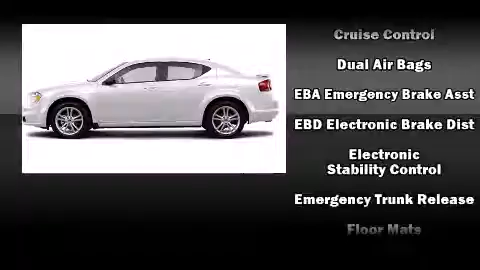 Cruise Control
Dual Air Bags
EBA Emergency Brake Asst
EBD Electronic Brake Dist
Electronic
Stability Control
Emergency Trunk Release
Floor Mats